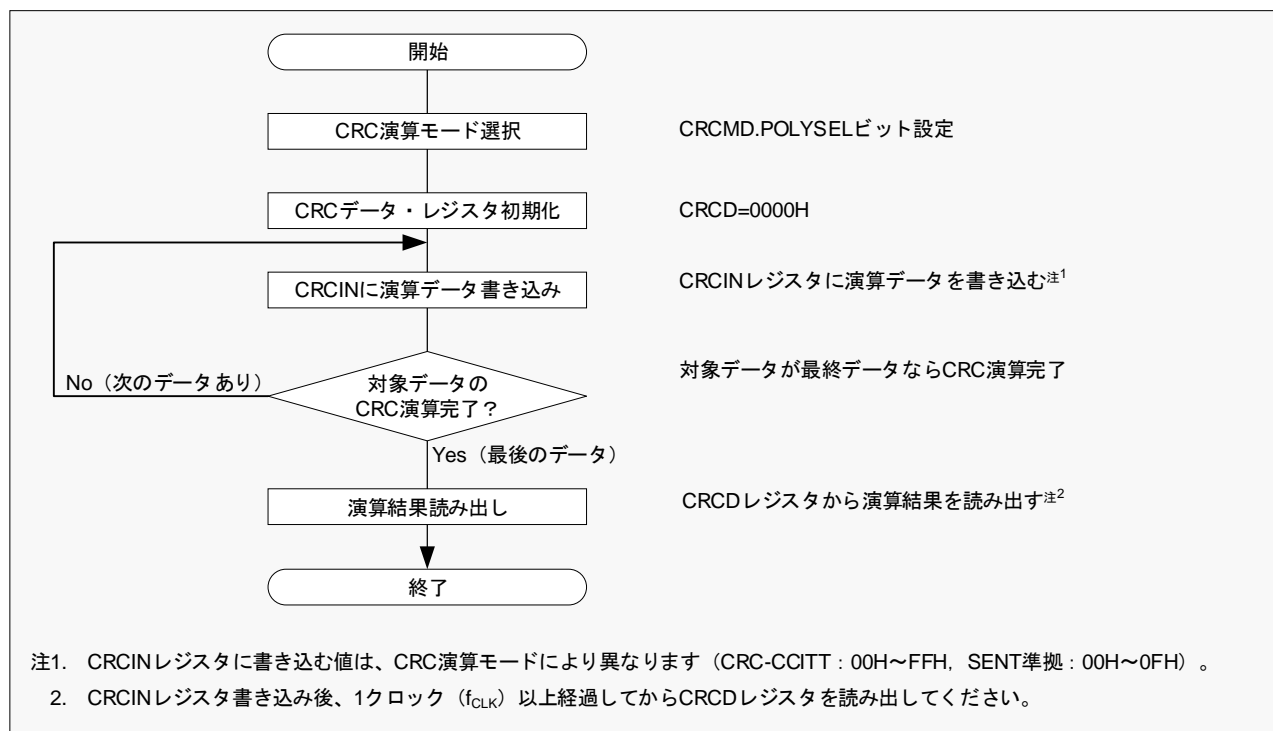 開始
CRC演算モード選択
CRCMD.POLYSELビット設定
CRCデータ・レジスタ初期化
CRCD=0000H
CRCINに演算データ書き込み
CRCINレジスタに演算データを書き込む注1
No（次のデータあり）
対象データの
CRC演算完了？
対象データが最終データならCRC演算完了
Yes（最後のデータ）
演算結果読み出し
CRCDレジスタから演算結果を読み出す注2
終了
注1. CRCINレジスタに書き込む値は、CRC演算モードにより異なります（CRC-CCITT：00H～FFH, SENT準拠：00H～0FH）。
2. CRCINレジスタ書き込み後、1クロック（fCLK）以上経過してからCRCDレジスタを読み出してください。